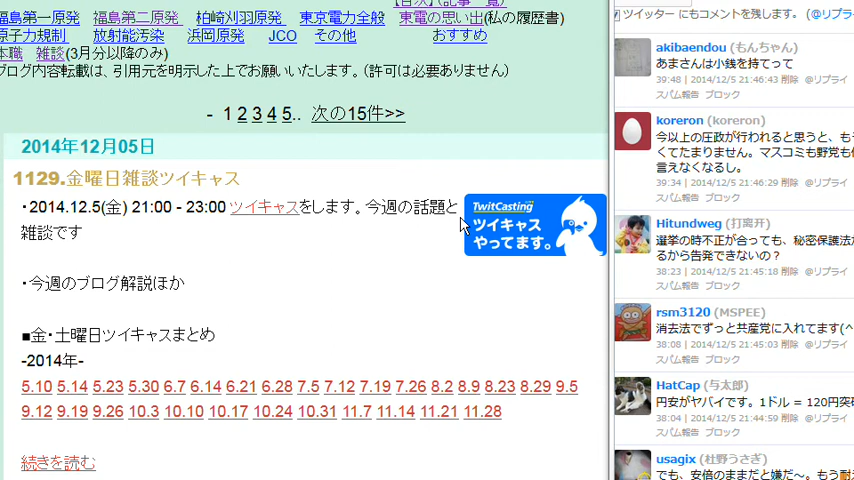 福島第一原発 福島第二原発 柏崎刈羽原発 東京電力全般 東電の思い出(私の履歴書)
原子力規制 放射能汚染 浜岡原発 JCO その他 おすすめ
本職 雑談(3月分以降のみ)
ブログ内容転載は、引用元を明示した上でお願いいたします。(許可は必要ありません)
- 1 2 3 4 5.. 次の15件>>
2014年12月05日
1129.金曜日雑談ツイキャス
・2014.12.5(金) 21:00 - 23:00 ツイキャスをします。今週の話題と
雑談です
TwitCasting
ツイキャス
やってます。
・今週のブログ解説ほか
■金・土曜日ツイキャスまとめ
-2014年-
5.10 5.14 5.23 5.30 6.7 6.14 6.21 6.28 7.5 7.12 7.19 7.26 8.2 8.9 8.23 8.29 9.5
9.12 9.19 9.26 10.3 10.10 10.17 10.24 10.31 11.7 11.14 11.21 11.28
続きを読む
ツイッター にもコメントを残します。 (@リプラ
akibaendou (もんちゃん)
あまさんは小銭を持てって
39:48 | 2014/12/5 21:46:43 削除 @リプライ
スパム報告 ブロック
koreron (koreron)
今以上の圧政が行われると思うと、も
くてたまりません。マスコミも野党も
言えなくなるし。
39:34 | 2014/12/5 21:46:29 削除 @リプライ
スパム報告 ブロック
Hitundweg (打离开)
選挙の時不正が合っても、秘密保護法
るから告発できないの？
38:23 | 2014/12/5 21:45:18 削除 @リプライ
スパム報告 ブロック
rsm3120 (MSPEE)
消去法でずっと共産党に入れてます(^
38:08 | 2014/12/5 21:45:03 削除 @リプライ
スパム報告 ブロック
HatCap (与太郎)
円安がヤバイです。1ドル = 120円突
38:04 | 2014/12/5 21:44:59 削除 @リプライ
スパム報告 ブロック
usagix (杜野うさぎ)
でも、安倍のままだと嫌だ〜。もう耐